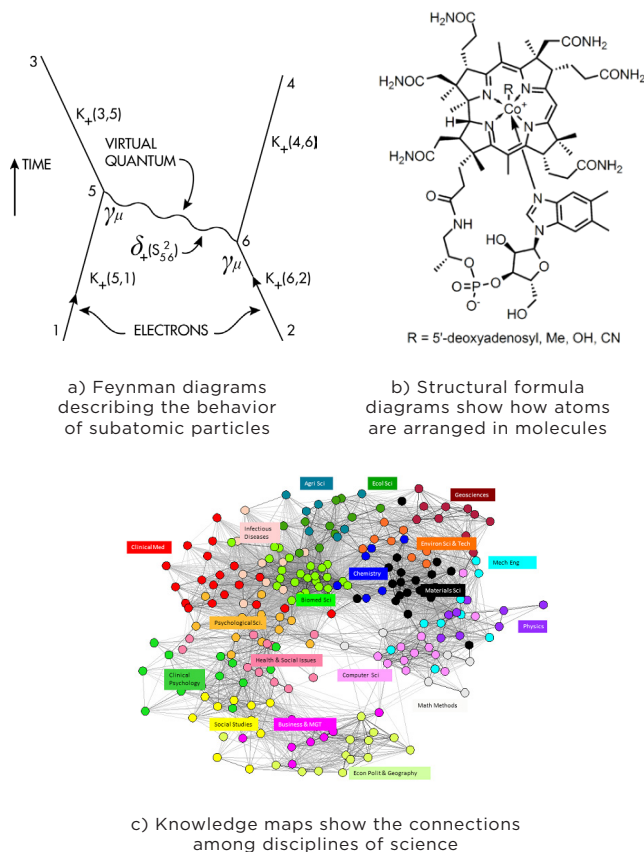 3
4
K₊(3,5)
K₊(4,6]
VIRTUAL
QUANTUM
TIME
5
γμ
6
δ₊(S₅₆²)
γμ
K₊(5,1)
K₊(6,2)
1
ELECTRONS
2
a) Feynman diagrams
describing the behavior
of subatomic particles
CONH₂
H₂NOC
CONH₂
H₂NOC
R
CONH₂
N
N
Co⁺
H
N
N
H₂NOC
CONH₂
O
N
NH
N
HO
O
O
O
P
O
O⁻
HO
R = 5'-deoxyadenosyl, Me, OH, CN
b) Structural formula
diagrams show how atoms
are arranged in molecules
Agri Sci
Ecol Sci
Geosciences
Infectious
Diseases
Clinical Med
Environ Sci & Tech
Mech Eng
Chemistry
Materials Sci
Biomed Sci
Psychological Sci.
Physics
Health & Social Issues
Clinical
Psychology
Computer Sci
Math Methods
Social Studies
Business & MGT
Econ Polit & Geography
c) Knowledge maps show the connections
among disciplines of science